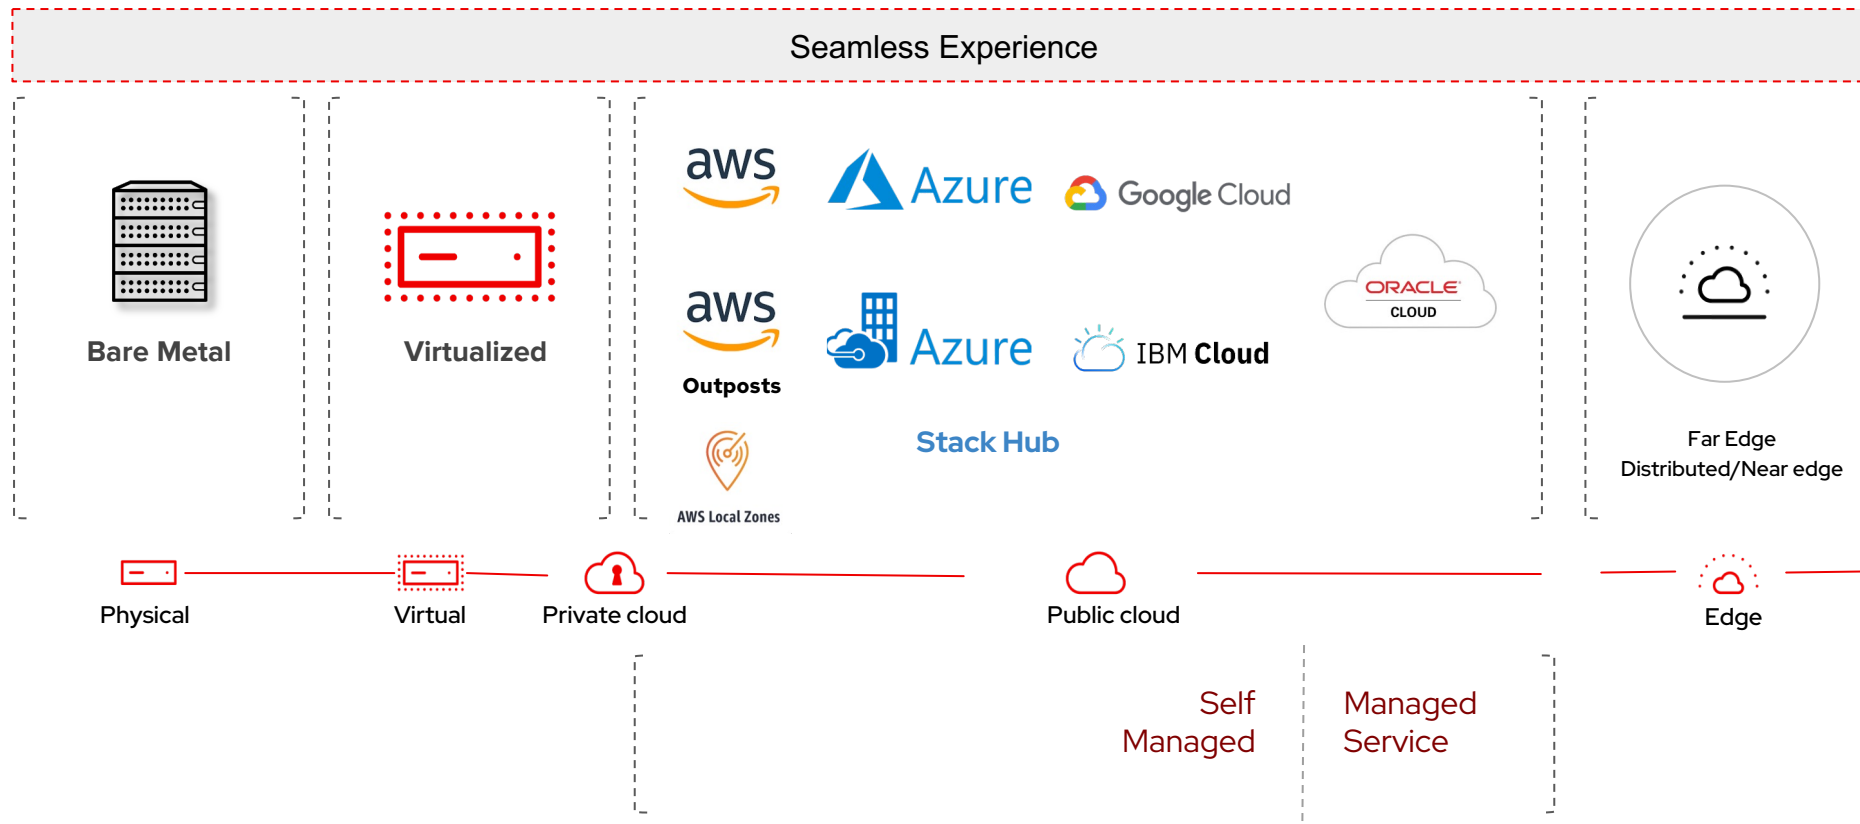 Seamless Experience
Bare Metal
Virtualized
aws
Azure
Google Cloud
aws
Outposts
Azure
Stack Hub
IBM Cloud
AWS Local Zones
ORACLE
CLOUD
Far Edge
Distributed/Near edge
Physical
Virtual
Private cloud
Public cloud
Edge
Self
Managed
Managed
Service